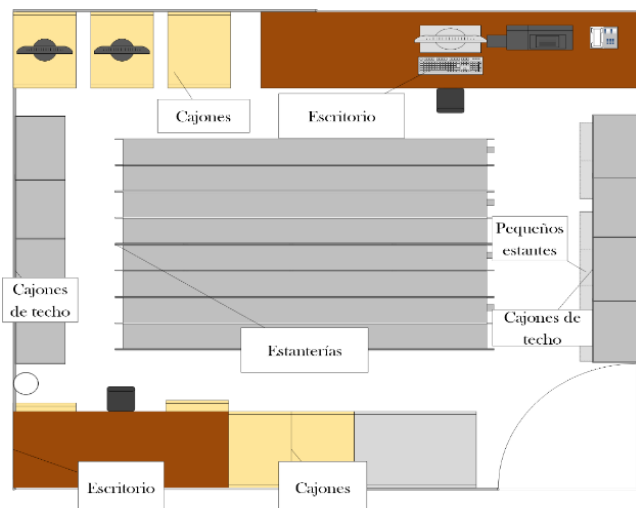 Cajones
Escritorio
Pequeños
estantes
Cajones
de techo
Cajones de
techo
Estanterías
Escritorio
Cajones